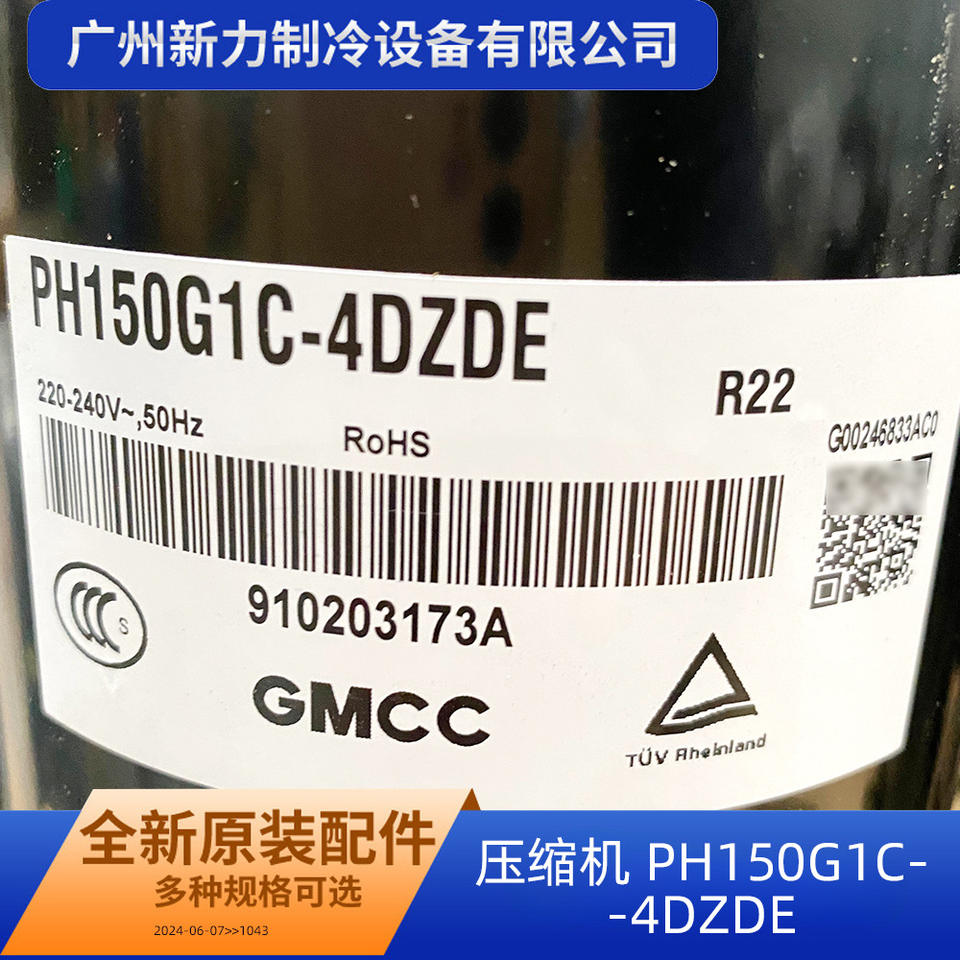 广州新力制冷设备有限公司
PH150G1C-4DZDE
R22
220-240V~,50Hz
RoHS
G00246833AC0
910203173A
S
GMCC
TÜV Rheinland
全新原装配件
多种规格可选
2024-06-07>>1043
压缩机 PH150G1C-
-4DZDE